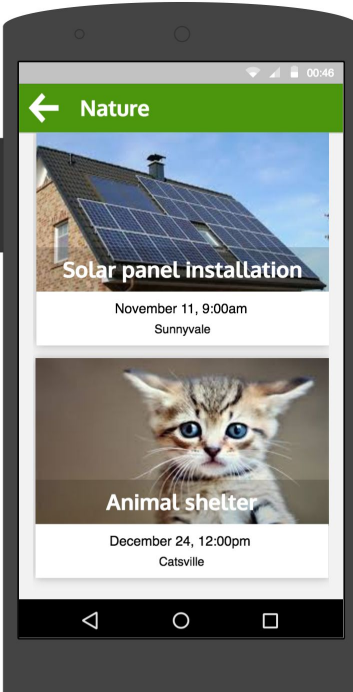 00:46
Nature
Solar panel installation
November 11, 9:00am
Sunnyvale
Animal shelter
December 24, 12:00pm
Catsville